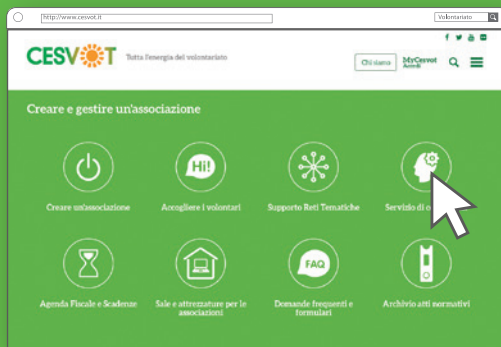 http://www.cesvot.it
Volontariato
CESVOT
Tutta l'energia del volontariato
Chi siamo
MyCesvot
Accedi
Creare e gestire un'associazione
Hi!
Creare un'associazione
Accogliere i volontari
Supporto Reti Tematiche
Servizio di
FAQ
Agenda Fiscale e Scadenze
Sale e attrezzature per le
associazioni
Domande frequenti e
formulari
Archivio atti normativi